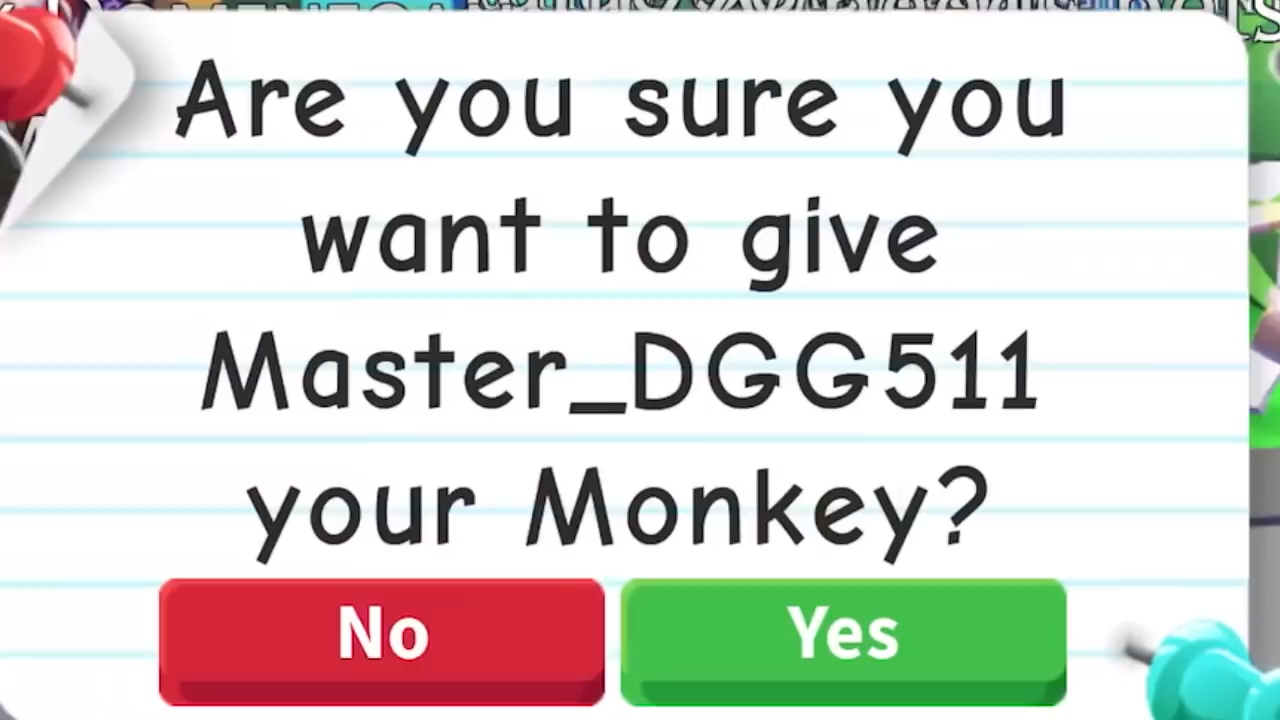 Are you sure you
want to give
Master_DGG511
your Monkey?
No
Yes